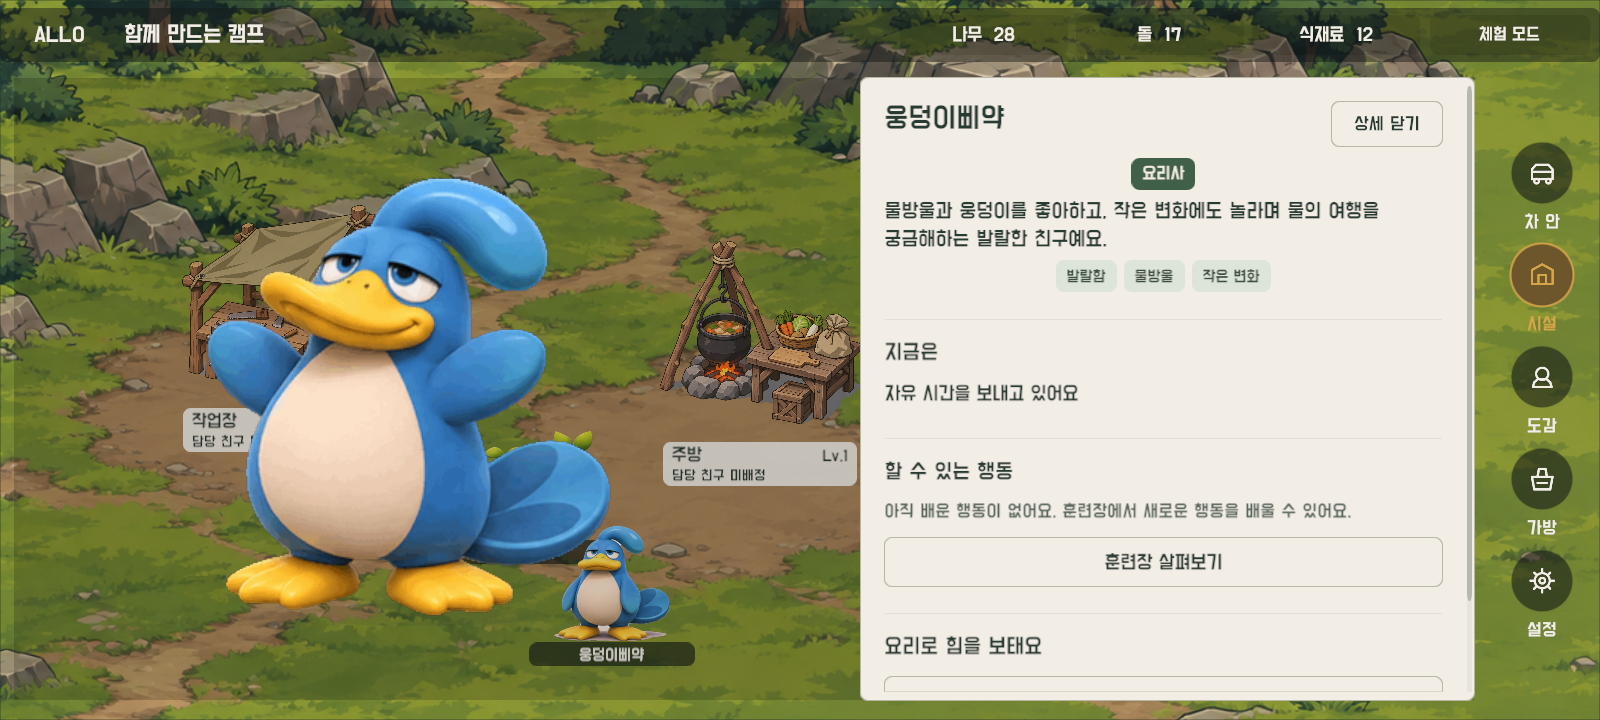 ALLO
함께 만드는 캠프
나무 28
돌 17
식재료 12
체험 모드
웅덩이삐약
상세 닫기
요리사
물방울과 웅덩이를 좋아하고, 작은 변화에도 놀라며 물의 여행을
궁금해하는 발랄한 친구예요.
발랄함
물방울
작은 변화
지금은
자유 시간을 보내고 있어요
할 수 있는 행동
아직 배운 행동이 없어요. 훈련장에서 새로운 행동을 배울 수 있어요.
훈련장 살펴보기
요리로 힘을 보태요
작업장
담당 친구
주방 Lv.1
담당 친구 미배정
웅덩이삐약
차 안
시설
도감
가방
설정